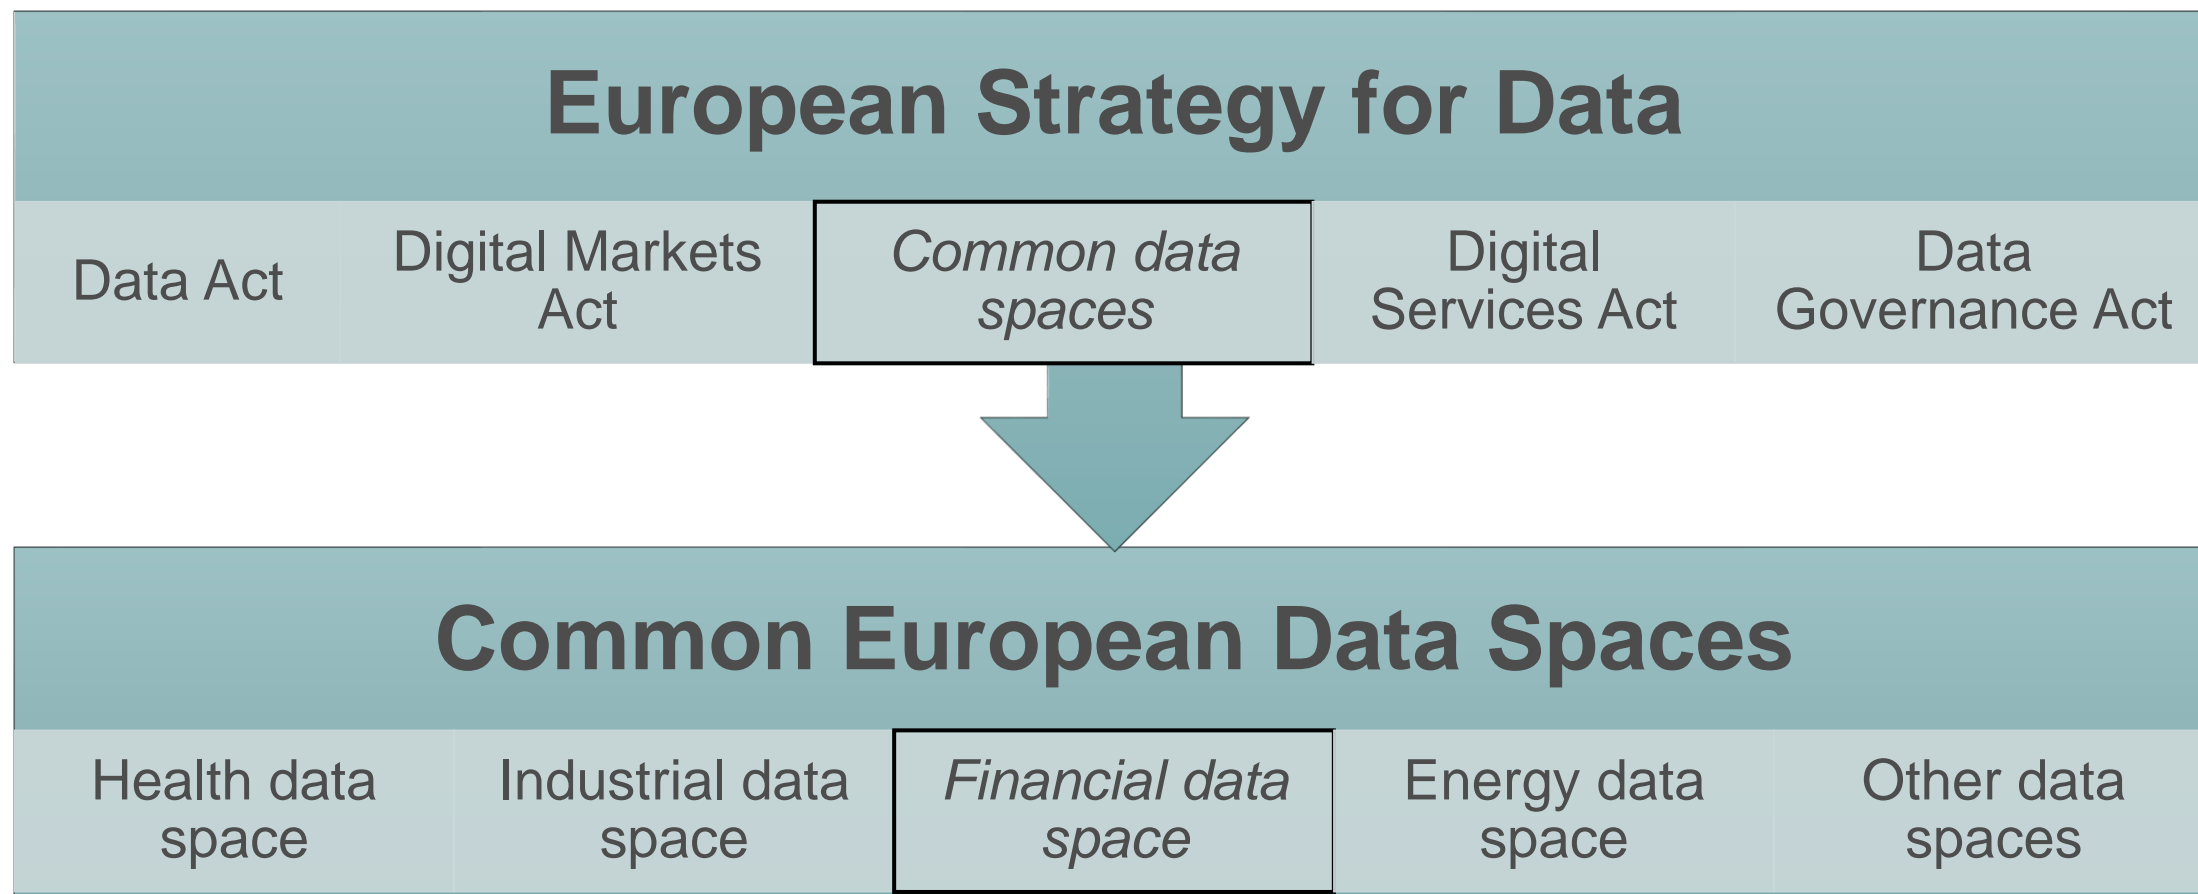 European Strategy for Data
Data Act
Digital Markets
Act
Common data
spaces
Digital
Services Act
Data
Governance Act
Common European Data Spaces
Health data
space
Industrial data
space
Financial data
space
Energy data
space
Other data
spaces